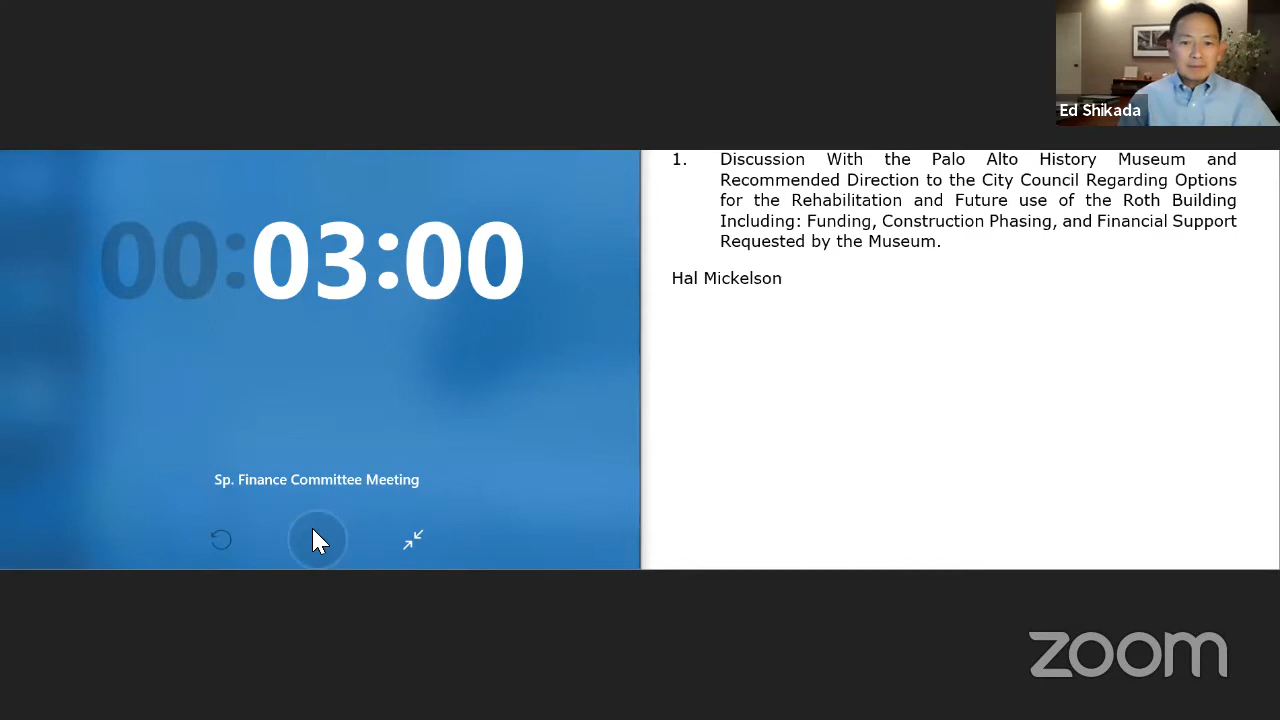 Ed Shikada
00:03:00
Sp. Finance Committee Meeting
1. Discussion With the Palo Alto History Museum and
Recommended Direction to the City Council Regarding Options
for the Rehabilitation and Future use of the Roth Building
Including: Funding, Construction Phasing, and Financial Support
Requested by the Museum.
Hal Mickelson
zoom